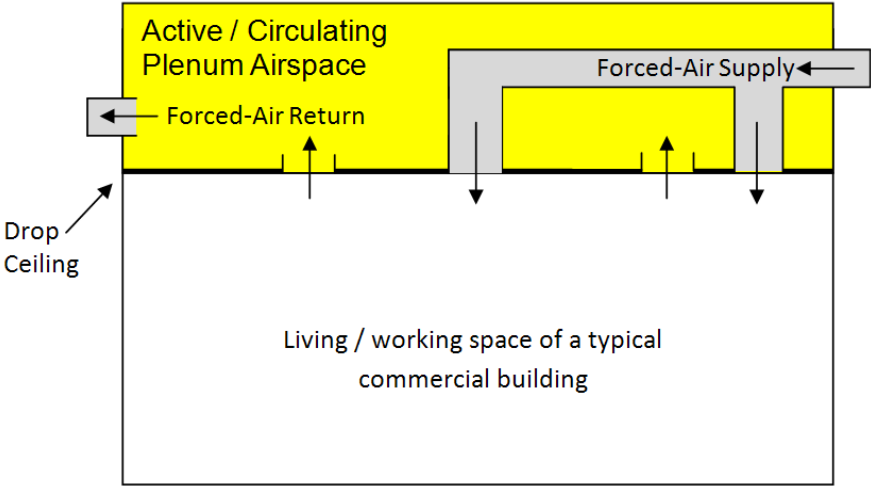 Active / Circulating
Plenum Airspace
Forced-Air Supply
Forced-Air Return
Drop
Ceiling
Living / working space of a typical
commercial building